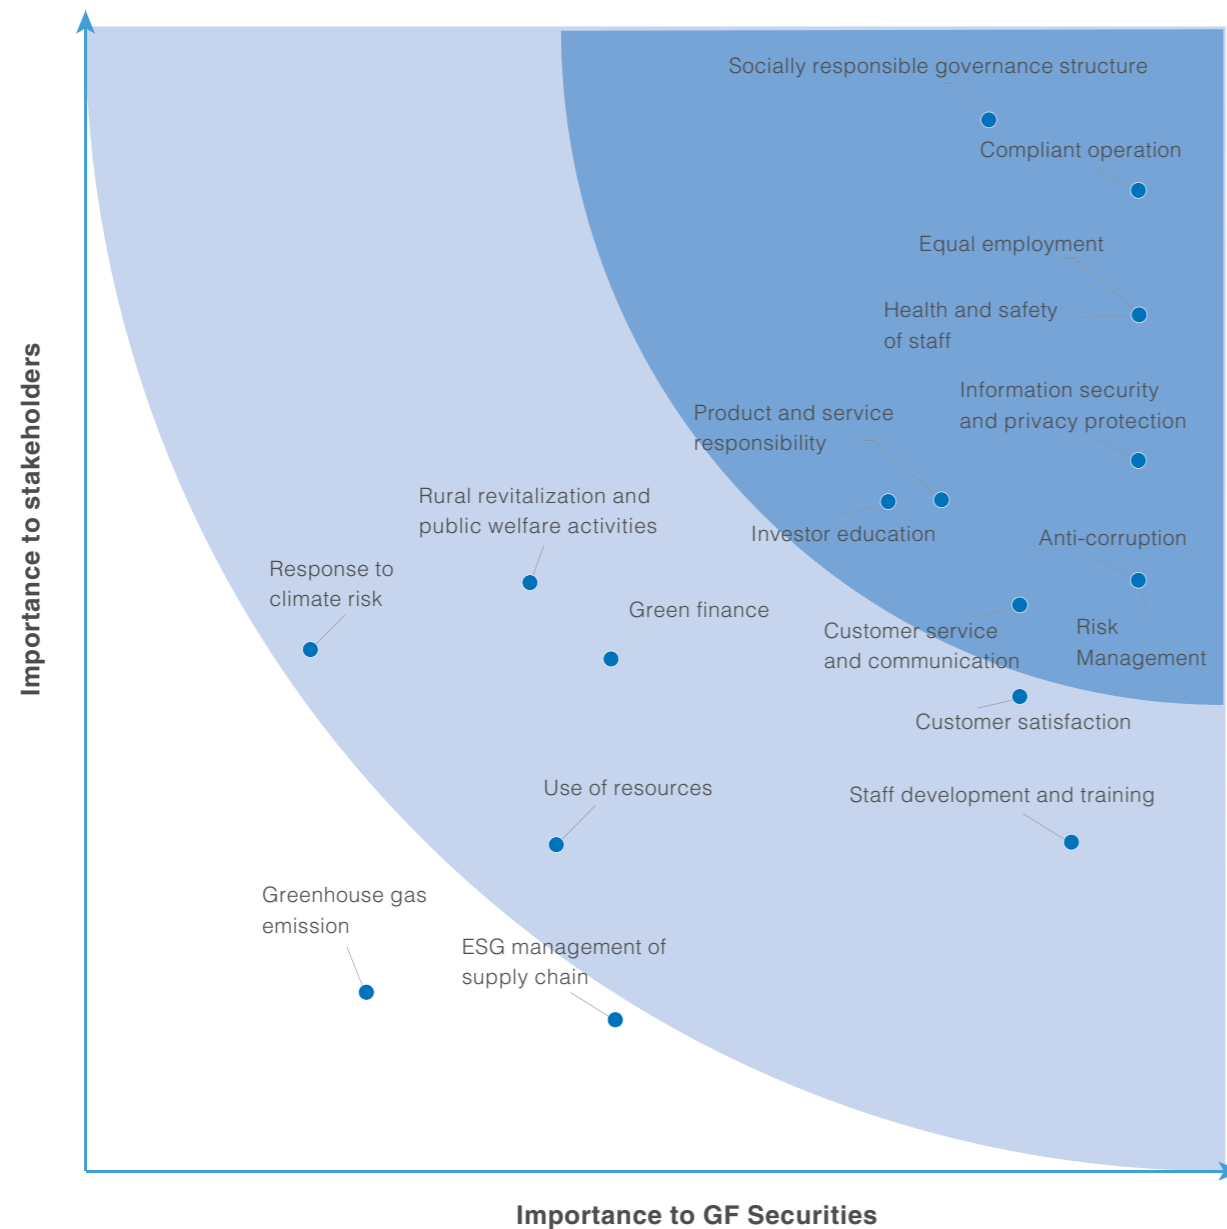 Socially responsible governance structure
Compliant operation
Equal employment
Health and safety
of staff
Information security
and privacy protection
Product and service
responsibility
Rural revitalization and
public welfare activities
Investor education
Anti-corruption
Response to
climate risk
Green finance
Customer service
and communication
Risk
Management
Customer satisfaction
Use of resources
Staff development and training
Greenhouse gas
emission
ESG management of
supply chain
Importance to stakeholders
Importance to GF Securities